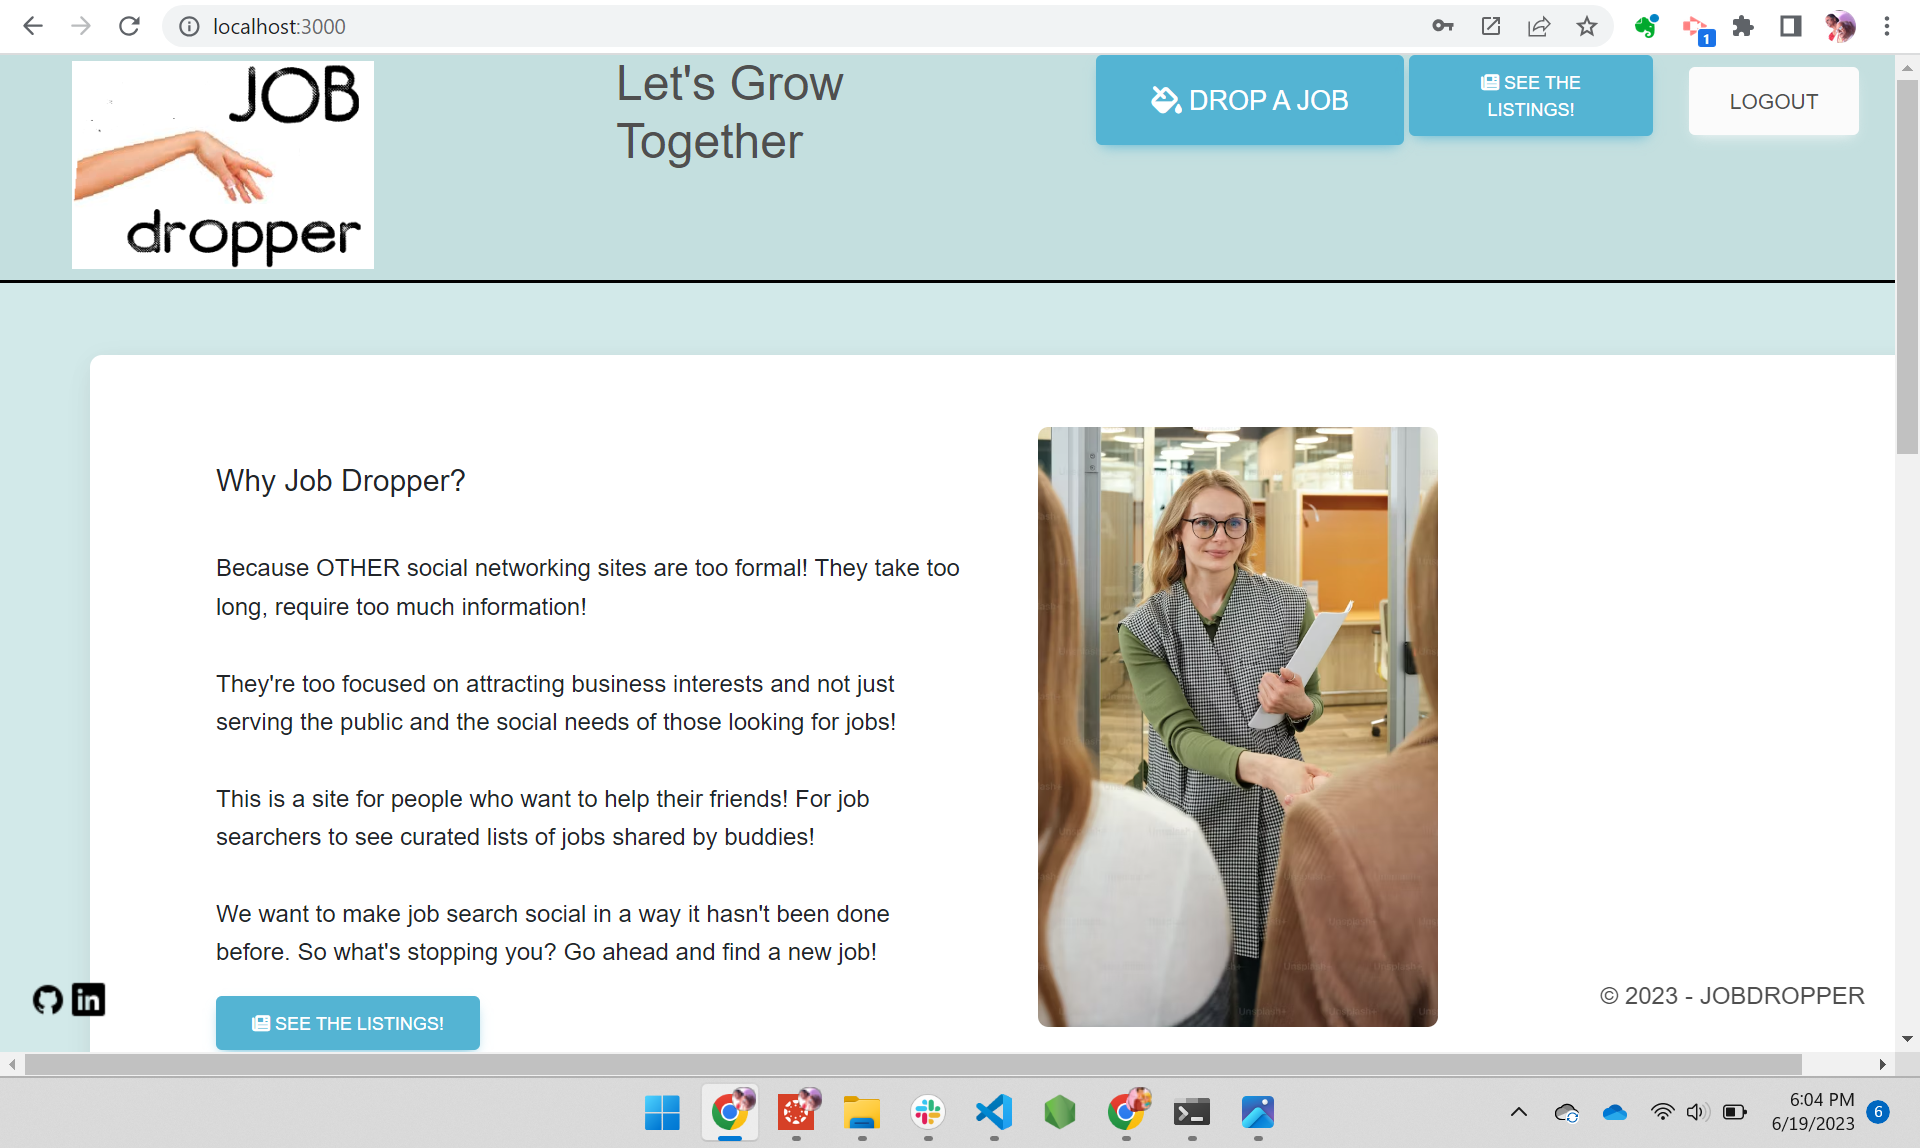 localhost:3000
1
JOB
dropper
Let's Grow
Together
DROP A JOB
SEE THE
LISTINGS!
LOGOUT
Why Job Dropper?
Because OTHER social networking sites are too formal! They take too
long, require too much information!
They're too focused on attracting business interests and not just
serving the public and the social needs of those looking for jobs!
This is a site for people who want to help their friends! For job
searchers to see curated lists of jobs shared by buddies!
We want to make job search social in a way it hasn't been done
before. So what's stopping you? Go ahead and find a new job!
SEE THE LISTINGS!
Unsplash+
in
© 2023 - JOBDROPPER
6:04 PM
6/19/2023
6